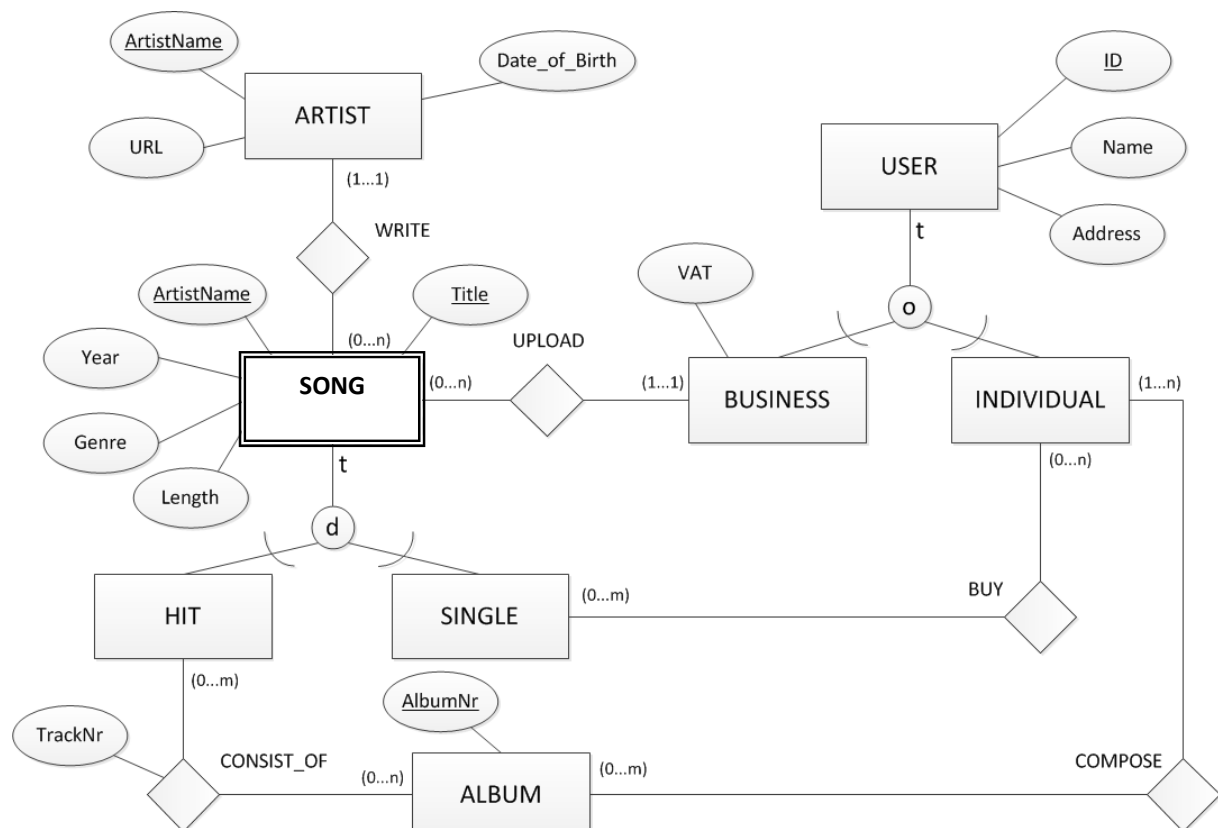 ArtistName
Date_of_Birth
ARTIST
URL
(1...1)
WRITE
ID
Name
USER
Address
t
o
VAT
ArtistName
Title
(0...n)
UPLOAD
Year
SONG
(0...n)
(1...1)
BUSINESS
INDIVIDUAL
(1...n)
Genre
Length
t
(0...n)
d
HIT
SINGLE
(0...m)
BUY
(0...m)
AlbumNr
TrackNr
CONSIST_OF
(0...n)
ALBUM
(0...m)
COMPOSE